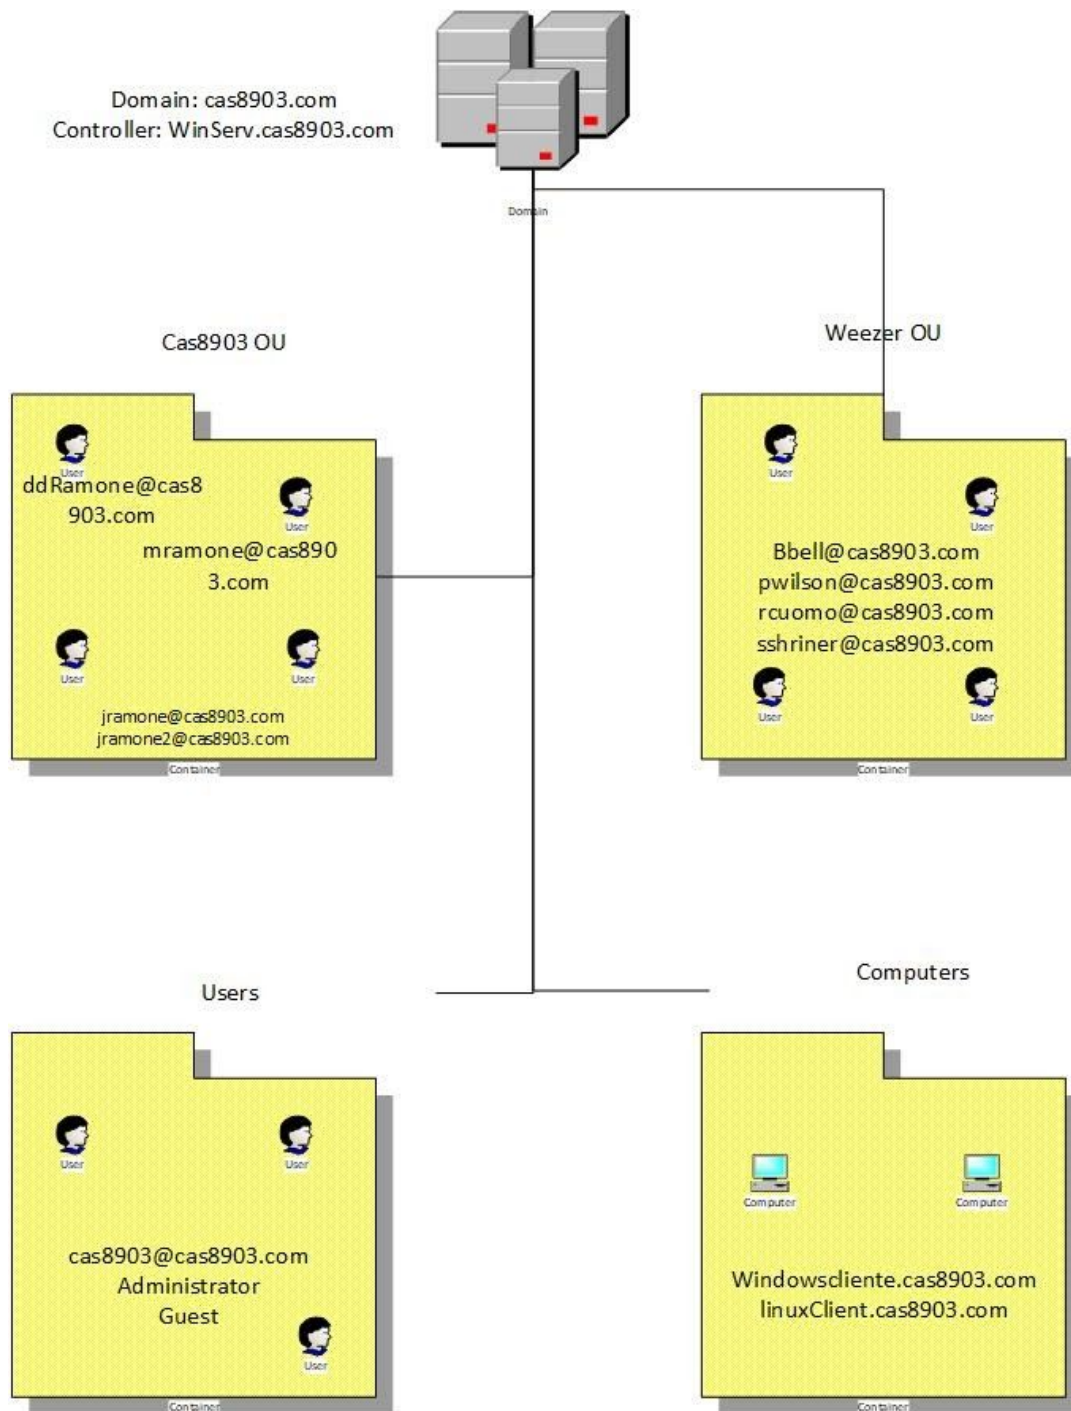 Domain: cas8903.com
Controller: WinServ.cas8903.com
Domain
Cas8903 OU
User
ddRamone@cas8
903.com
User
mramone@cas890
3.com
User
User
jramone@cas8903.com
jramone2@cas8903.com
Container
Weezer OU
User
User
Bbell@cas8903.com
pwilson@cas8903.com
rcuomo@cas8903.com
sshriner@cas8903.com
User
User
Container
Users
User
User
cas8903@cas8903.com
Administrator
Guest
User
Container
Computers
Computer
Computer
Windowscliente.cas8903.com
linuxClient.cas8903.com
Container